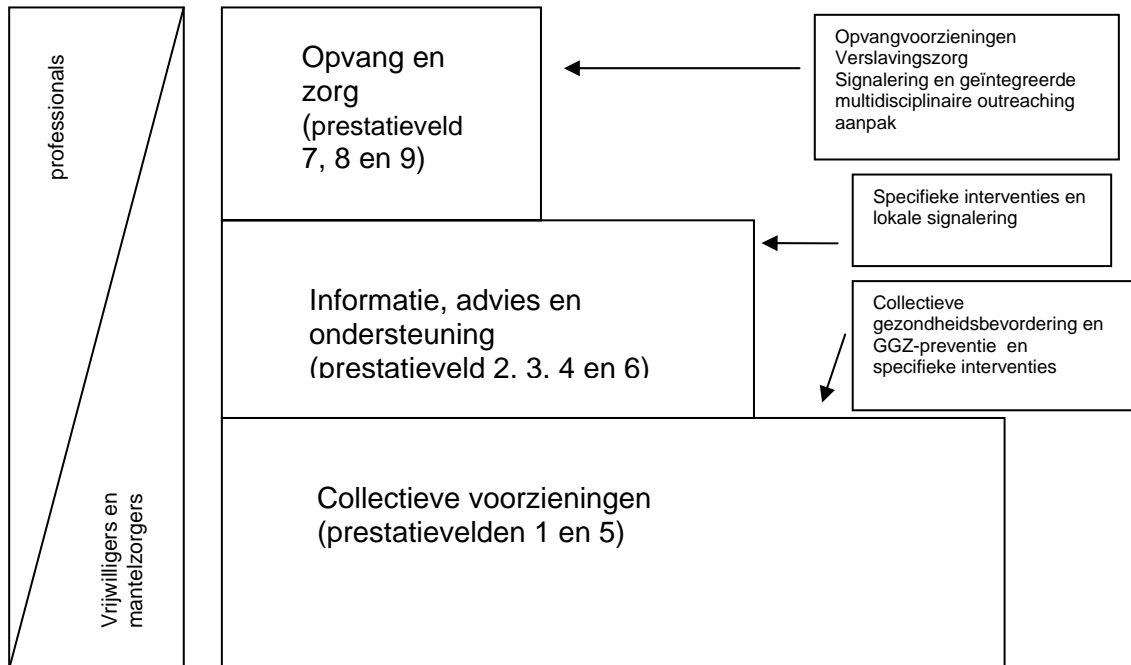 professionals
Vrijwilligers en
mantelzorgers
Opvang en
zorg
(prestatieveld
7, 8 en 9)
Opvangvoorzieningen
Verslavingszorg
Signalering en geïntegreerde
multidisciplinaire outreaching
aanpak
Specifieke interventies en
lokale signalering
Informatie, advies en
ondersteuning
(prestatieveld 2, 3, 4 en 6)
Collectieve
gezondheidsbevordering en
GGZ-preventie en
specifieke interventies
Collectieve voorzieningen
(prestatievelden 1 en 5)